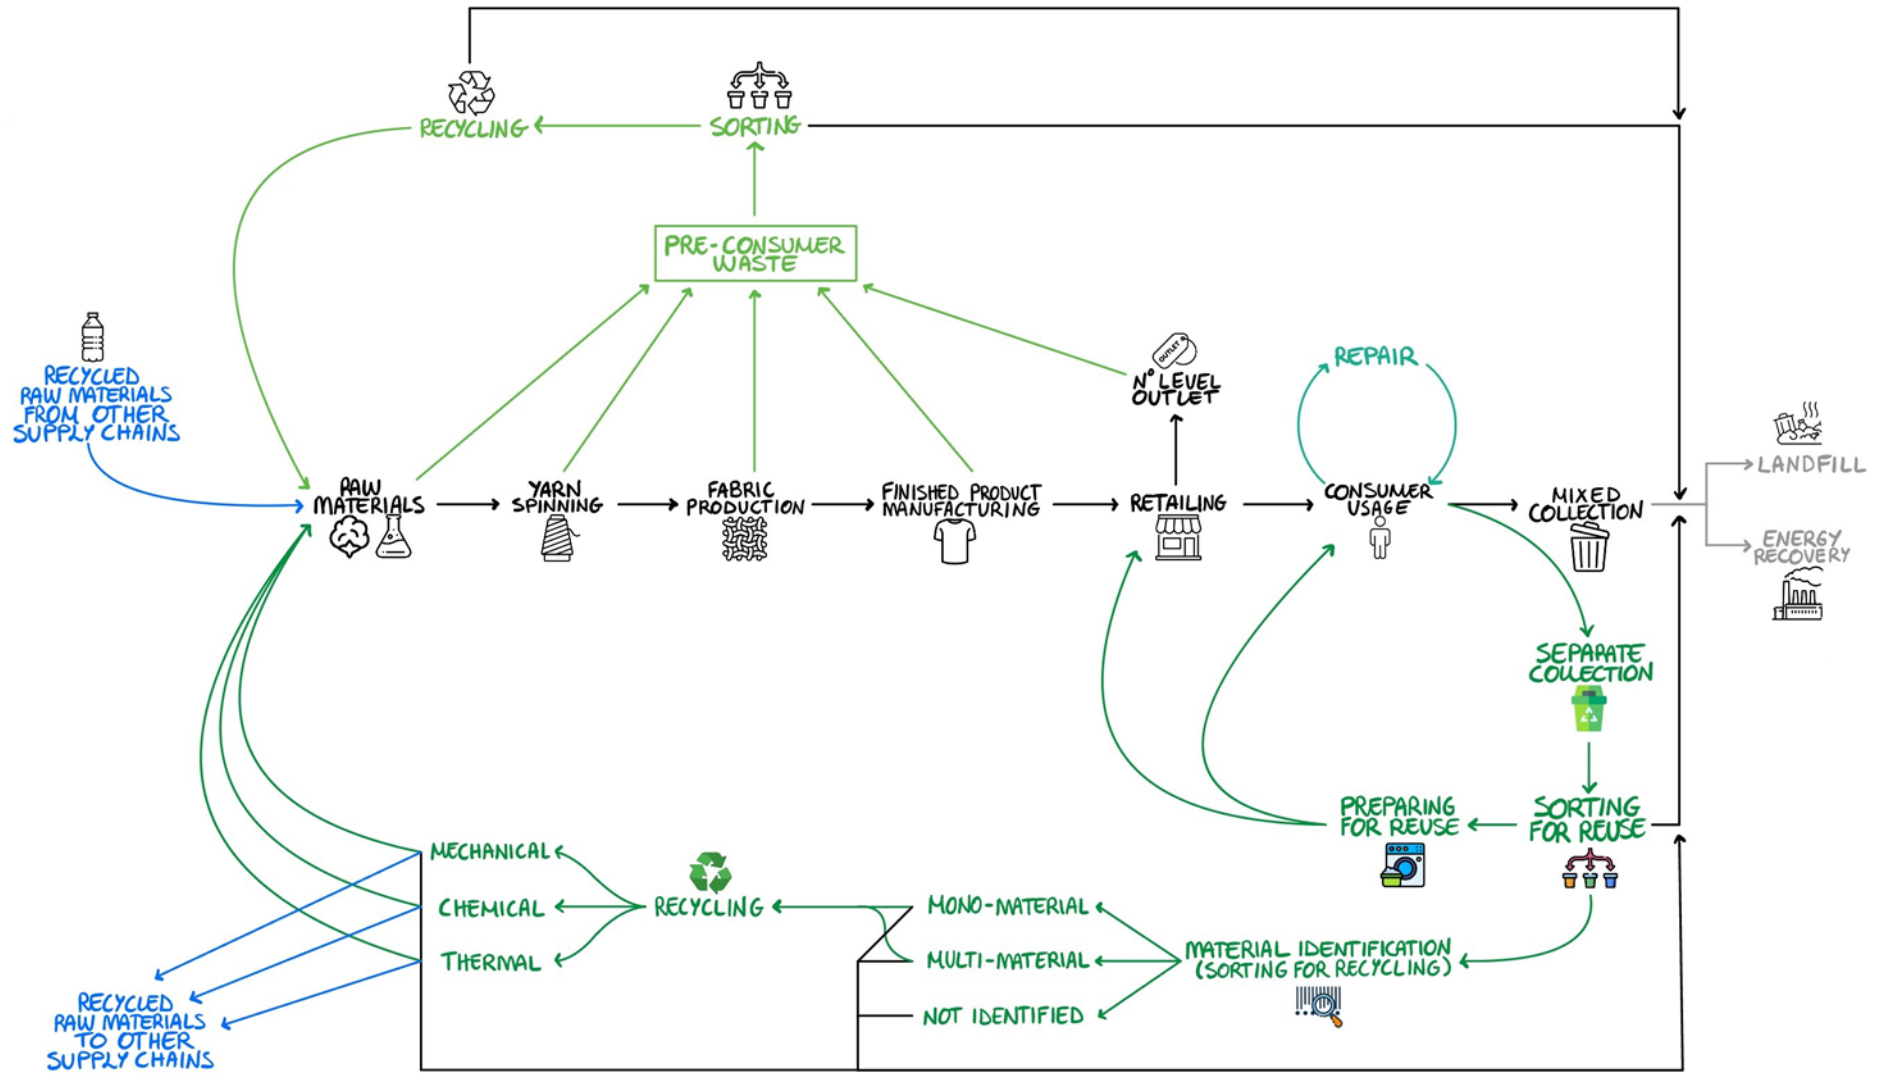 RECYCLING
SORTING
PRE-CONSUMER
WASTE
RECYCLED
RAW MATERIALS
FROM OTHER
SUPPLY CHAINS
OUTLET
N° LEVEL
OUTLET
REPAIR
LANDFILL
RAW
MATERIALS
YARN
SPINNING
FABRIC
PRODUCTION
FINISHED PRODUCT
MANUFACTURING
RETAILING
CONSUMER
USAGE
MIXED
COLLECTION
ENERGY
RECOVERY
SEPARATE
COLLECTION
PREPARING
FOR REUSE
SORTING
FOR REUSE
MECHANICAL
CHEMICAL
THERMAL
RECYCLING
MONO-MATERIAL
MULTI-MATERIAL
NOT IDENTIFIED
MATERIAL IDENTIFICATION
(SORTING FOR RECYCLING)
RECYCLED
RAW MATERIALS
TO OTHER
SUPPLY CHAINS